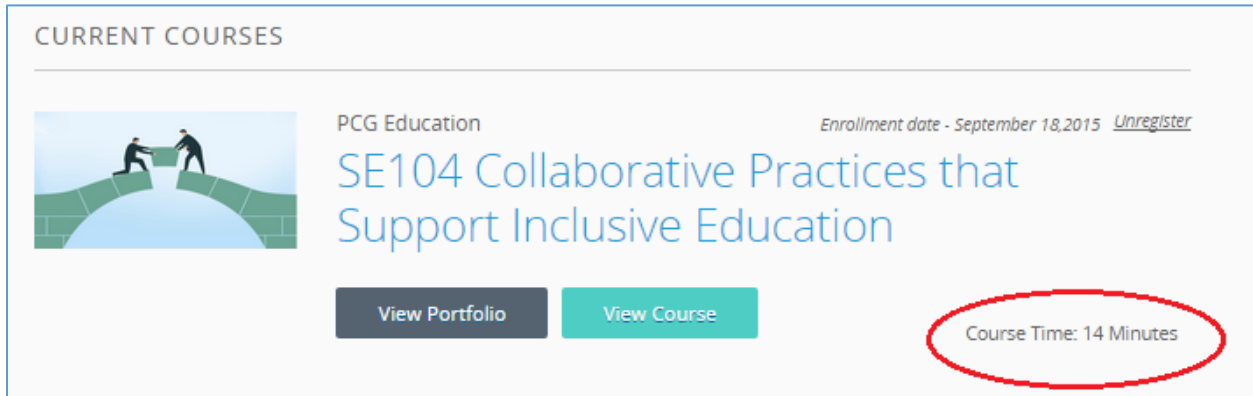 CURRENT COURSES
PCG Education
Enrollment date - September 18,2015 Unregister
SE104 Collaborative Practices that
Support Inclusive Education
View Portfolio
View Course
Course Time: 14 Minutes